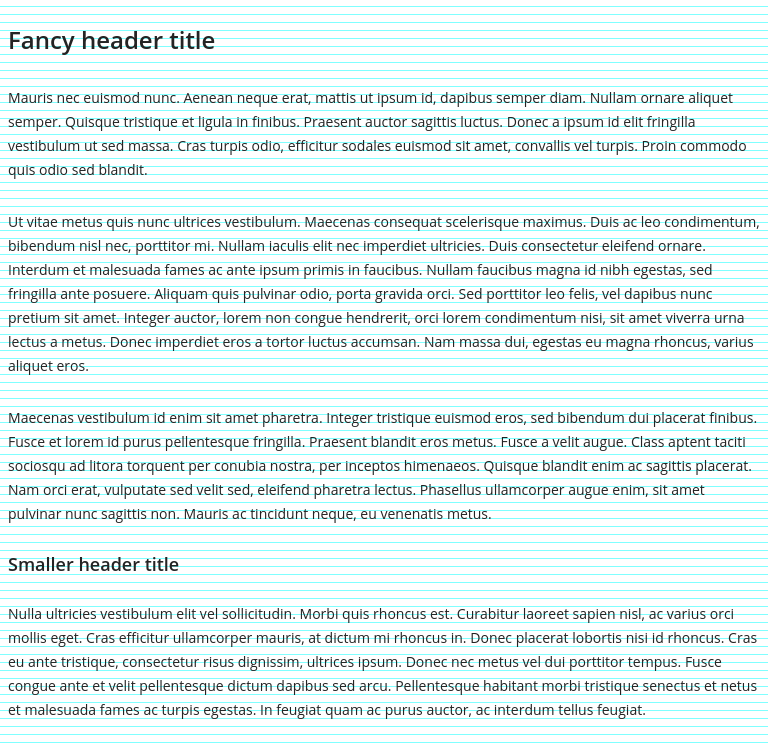 Fancy header title
Mauris nec euismod nunc. Aenean neque erat, mattis ut ipsum id, dapibus semper diam. Nullam ornare aliquet
semper. Quisque tristique et ligula in finibus. Praesent auctor sagittis luctus. Donec a ipsum id elit fringilla
vestibulum ut sed massa. Cras turpis odio, efficitur sodales euismod sit amet, convallis vel turpis. Proin commodo
quis odio sed blandit.
Ut vitae metus quis nunc ultrices vestibulum. Maecenas consequat scelerisque maximus. Duis ac leo condimentum,
bibendum nisl nec, porttitor mi. Nullam iaculis elit nec imperdiet ultricies. Duis consectetur eleifend ornare.
Interdum et malesuada fames ac ante ipsum primis in faucibus. Nullam faucibus magna id nibh egestas, sed
fringilla ante posuere. Aliquam quis pulvinar odio, porta gravida orci. Sed porttitor leo felis, vel dapibus nunc
pretium sit amet. Integer auctor, lorem non congue hendrerit, orci lorem condimentum nisi, sit amet viverra urna
lectus a metus. Donec imperdiet eros a tortor luctus accumsan. Nam massa dui, egestas eu magna rhoncus, varius
aliquet eros.
Maecenas vestibulum id enim sit amet pharetra. Integer tristique euismod eros, sed bibendum dui placerat finibus.
Fusce et lorem id purus pellentesque fringilla. Praesent blandit eros metus. Fusce a velit augue. Class aptent taciti
sociosqu ad litora torquent per conubia nostra, per inceptos himenaeos. Quisque blandit enim ac sagittis placerat.
Nam orci erat, vulputate sed velit sed, eleifend pharetra lectus. Phasellus ullamcorper augue enim, sit amet
pulvinar nunc sagittis non. Mauris ac tincidunt neque, eu venenatis metus.
Smaller header title
Nulla ultricies vestibulum elit vel sollicitudin. Morbi quis rhoncus est. Curabitur laoreet sapien nisl, ac varius orci
mollis eget. Cras efficitur ullamcorper mauris, at dictum mi rhoncus in. Donec placerat lobortis nisi id rhoncus. Cras
eu ante tristique, consectetur risus dignissim, ultrices ipsum. Donec nec metus vel dui porttitor tempus. Fusce
congue ante et velit pellentesque dictum dapibus sed arcu. Pellentesque habitant morbi tristique senectus et netus
et malesuada fames ac turpis egestas. In feugiat quam ac purus auctor, ac interdum tellus feugiat.